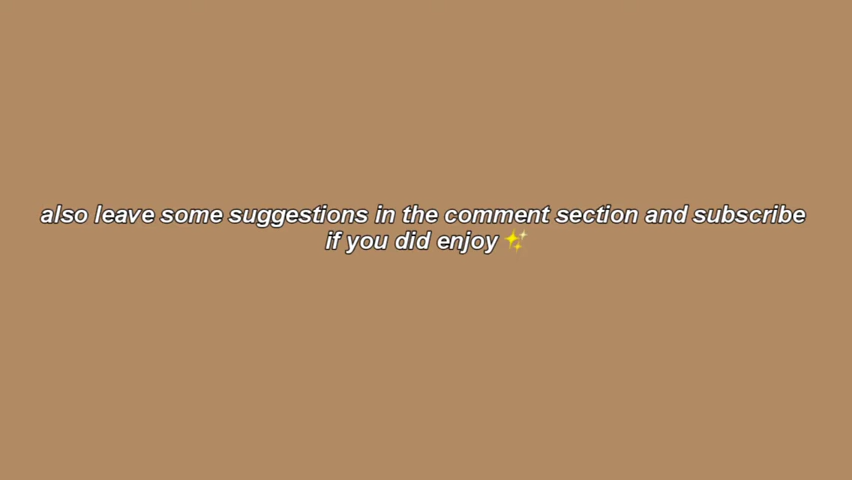 also leave some suggestions in the comment section and subscribe
if you did enjoy ✨